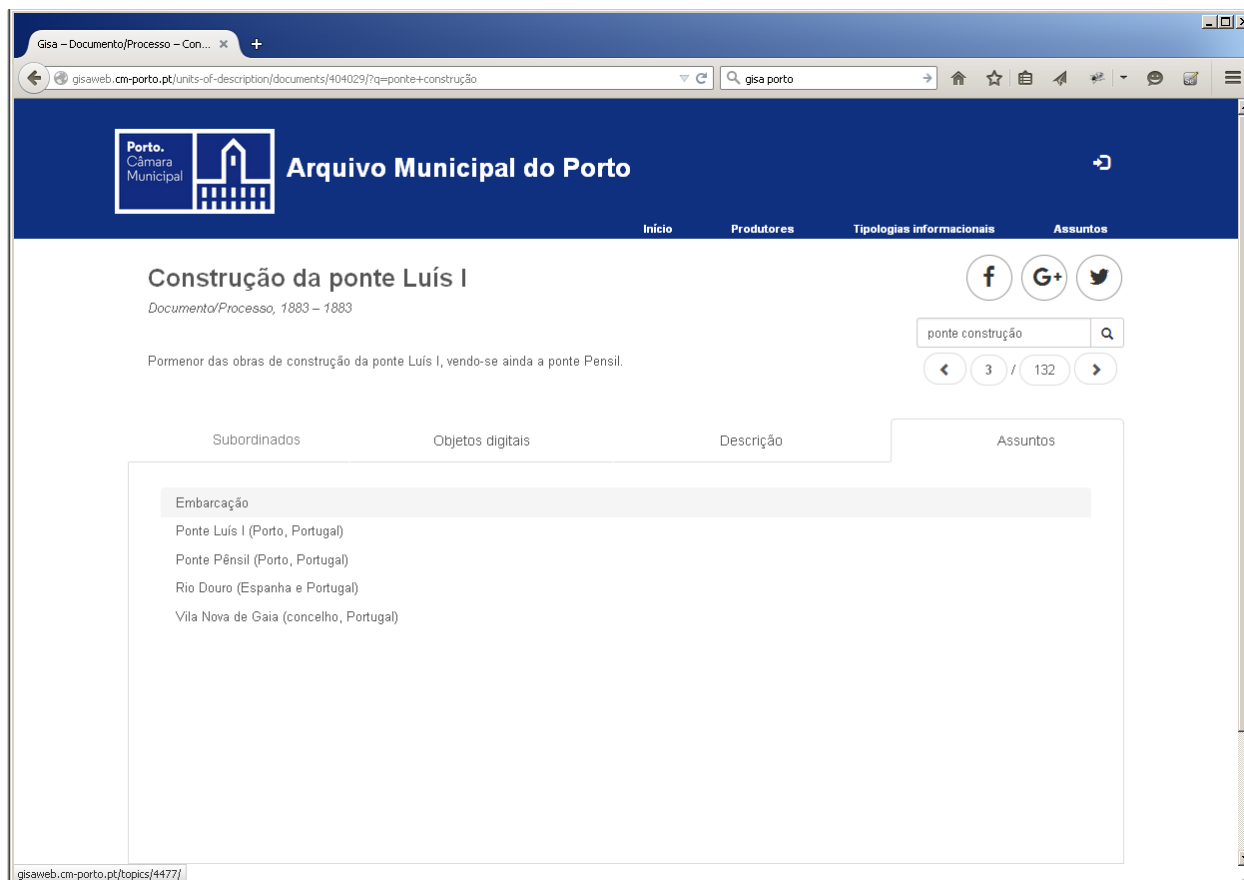 Gisa – Documento/Processo – Con...
gisaweb.cm-porto.pt/units-of-description/documents/404029/?q=ponte+construção
gisa porto
Porto.
Câmara
Municipal
Arquivo Municipal do Porto
Início Produtores Tipologias informacionais Assuntos
Construção da ponte Luís I
Documento/Processo, 1883 – 1883
Pormenor das obras de construção da ponte Luís I, vendo-se ainda a ponte Pensil.
f G+
ponte construção
3 / 132
Subordinados Objetos digitais Descrição Assuntos
Embarcação
Ponte Luís I (Porto, Portugal)
Ponte Pênsil (Porto, Portugal)
Rio Douro (Espanha e Portugal)
Vila Nova de Gaia (concelho, Portugal)
gisaweb.cm-porto.pt/topics/4477/